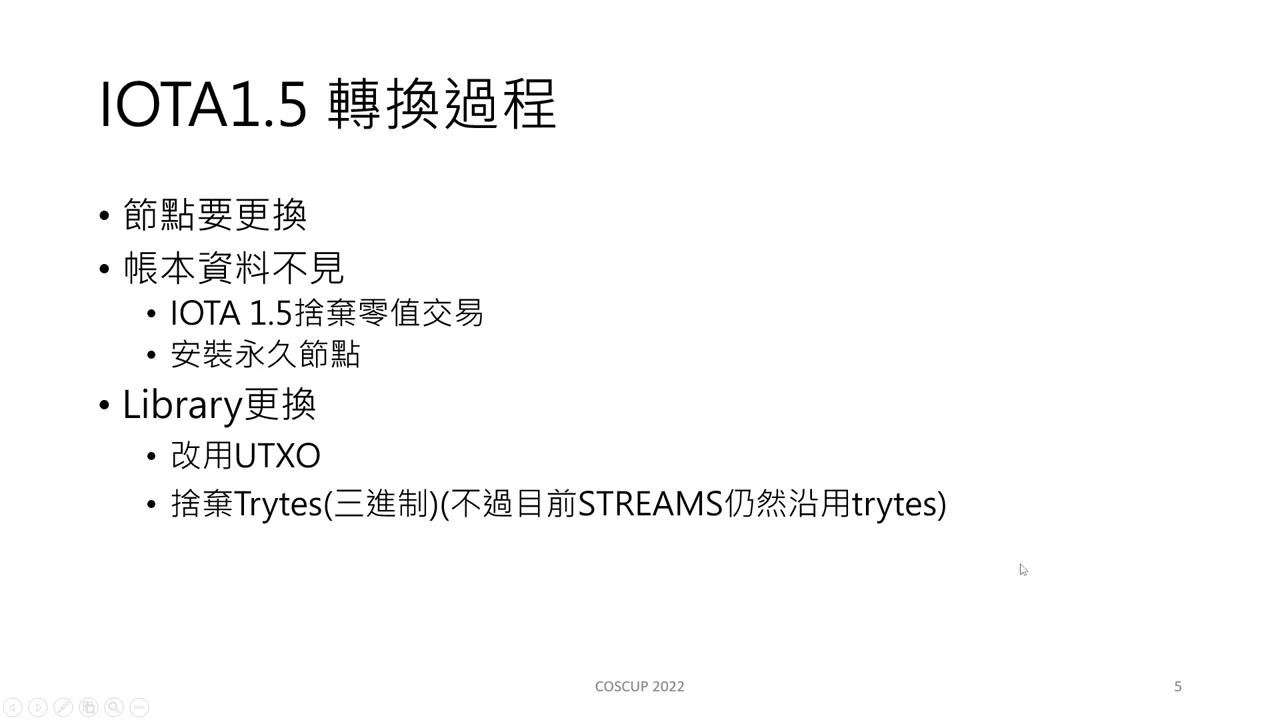 IOTA1.5 轉換過程
• 節點要更換
• 帳本資料不見
• IOTA 1.5捨棄零值交易
• 安裝永久節點
• Library更換
• 改用UTXO
• 捨棄Trytes(三進制)(不過目前STREAMS仍然沿用trytes)
COSCUP 2022
5